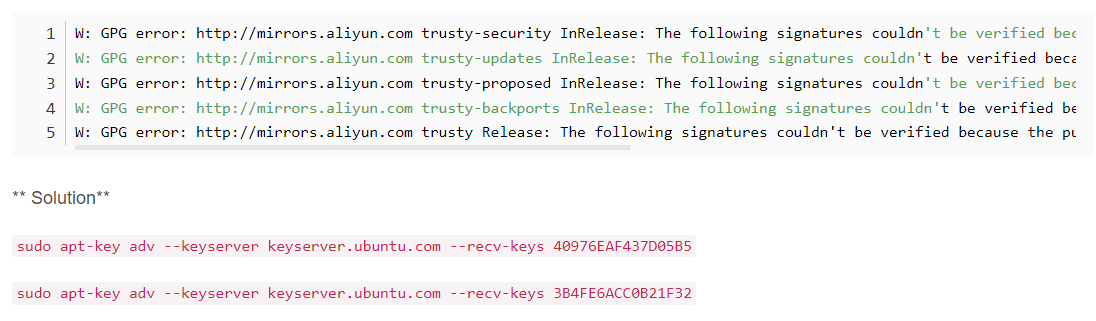 1 W: GPG error: http://mirrors.aliyun.com trusty-security InRelease: The following signatures couldn't be verified bec
2 W: GPG error: http://mirrors.aliyun.com trusty-updates InRelease: The following signatures couldn't be verified beca
3 W: GPG error: http://mirrors.aliyun.com trusty-proposed InRelease: The following signatures couldn't be verified bec
4 W: GPG error: http://mirrors.aliyun.com trusty-backports InRelease: The following signatures couldn't be verified be
5 W: GPG error: http://mirrors.aliyun.com trusty Release: The following signatures couldn't be verified because the pu
** Solution**
sudo apt-key adv --keyserver keyserver.ubuntu.com --recv-keys 40976EAF437D05B5
sudo apt-key adv --keyserver keyserver.ubuntu.com --recv-keys 3B4FE6ACC0B21F32